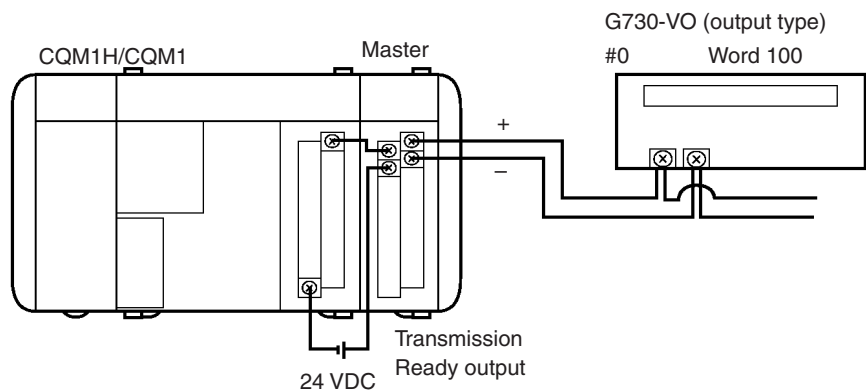 G730-VO (output type)
CQM1H/CQM1
Master
#0
Word 100
+
–
Transmission
Ready output
24 VDC